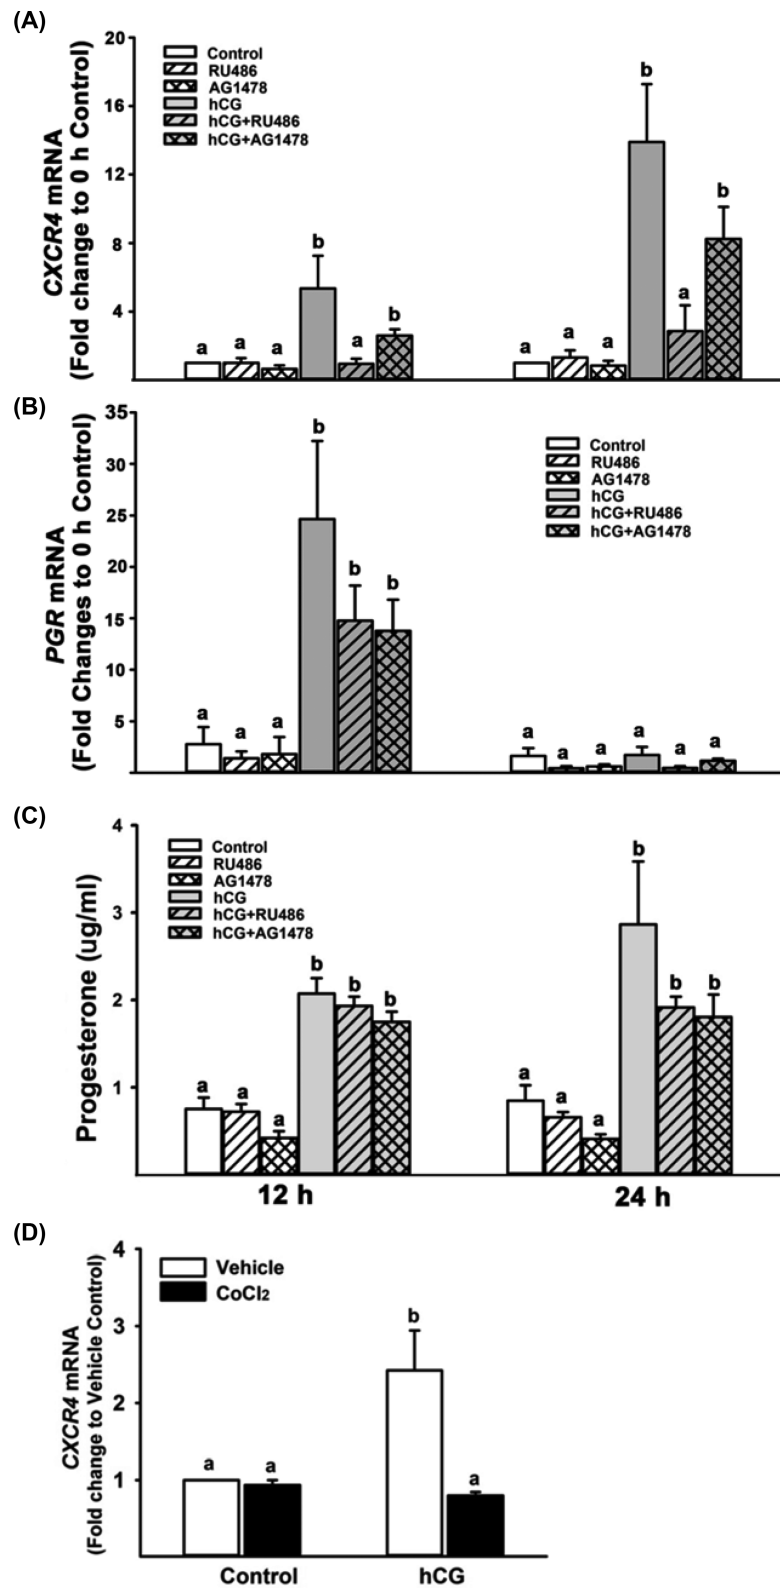 (A)
CXCR4 mRNA
(Fold change to 0 h Control)
20
16
12
8
4
Control
RU486
AG1478
hCG
hCG+RU486
hCG+AG1478
a
a
a
b
a
b
a
a
a
b
a
b
(B)
PGR mRNA
(Fold Changes to 0 h Control)
35
30
25
20
15
10
5
Control
RU486
AG1478
hCG
hCG+RU486
hCG+AG1478
a
a
a
b
b
b
a
a
a
a
a
a
(C)
Progesterone (ug/ml)
4
3
2
1
Control
RU486
AG1478
hCG
hCG+RU486
hCG+AG1478
a
a
a
b
b
b
a
a
a
b
b
b
12 h
24 h
(D)
CXCR4 mRNA
(Fold change to Vehicle Control)
4
3
2
1
Vehicle
CoCl2
a
a
b
a
Control
hCG